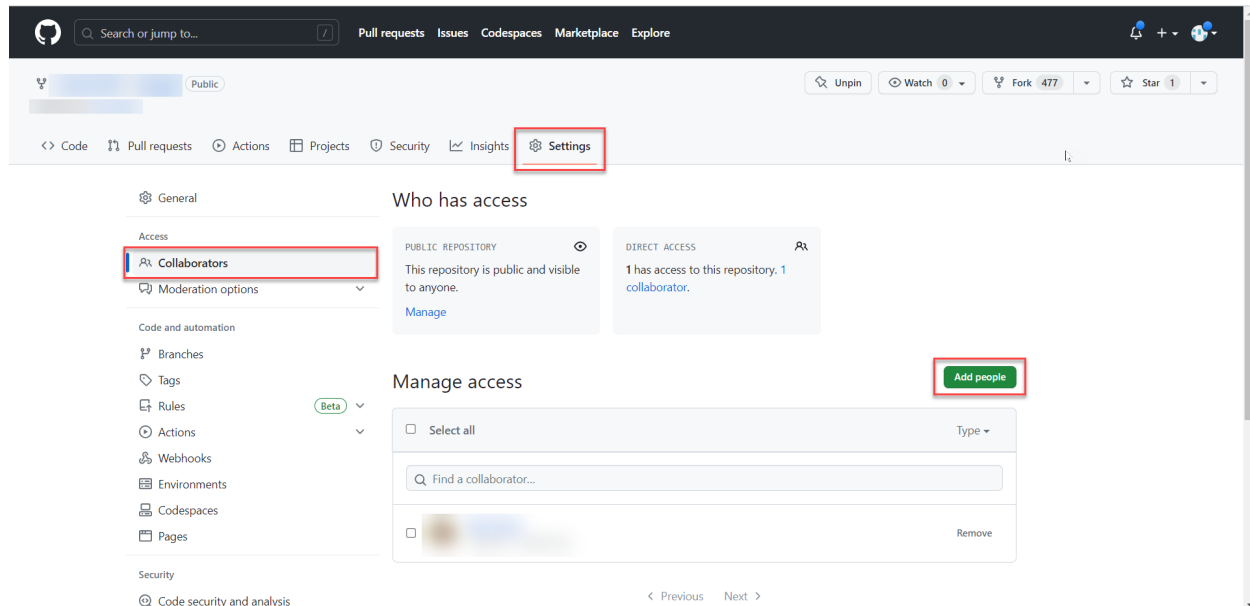 Search or jump to... / Pull requests Issues Codespaces Marketplace Explore
Public Unpin Watch 0 Fork 477 Star 1
Code Pull requests Actions Projects Security Insights Settings
General
Access
Collaborators
Moderation options
Code and automation
Branches
Tags
Rules Beta
Actions
Webhooks
Environments
Codespaces
Pages
Security
Code security and analysis
Who has access
PUBLIC REPOSITORY
This repository is public and visible
to anyone.
Manage
DIRECT ACCESS
1 has access to this repository. 1
collaborator.
Manage access Add people
Select all Type
Find a collaborator...
Remove
Previous Next